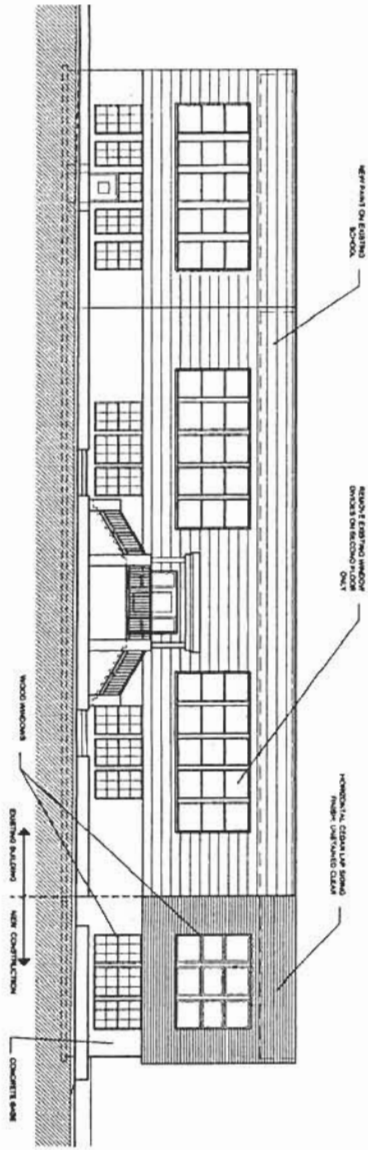 NEW PAINT ON EXISTING
SCHOOL
REMOVE EXISTING WINDOW
DIVIDES ON SECOND FLOOR
ONLY
HORIZONTAL CEDAR LAP SIDING
FINISH: UNSTAINED CLEAR
WOOD WINDOWS
EXISTING BUILDING
NEW CONSTRUCTION
CONCRETE BASE